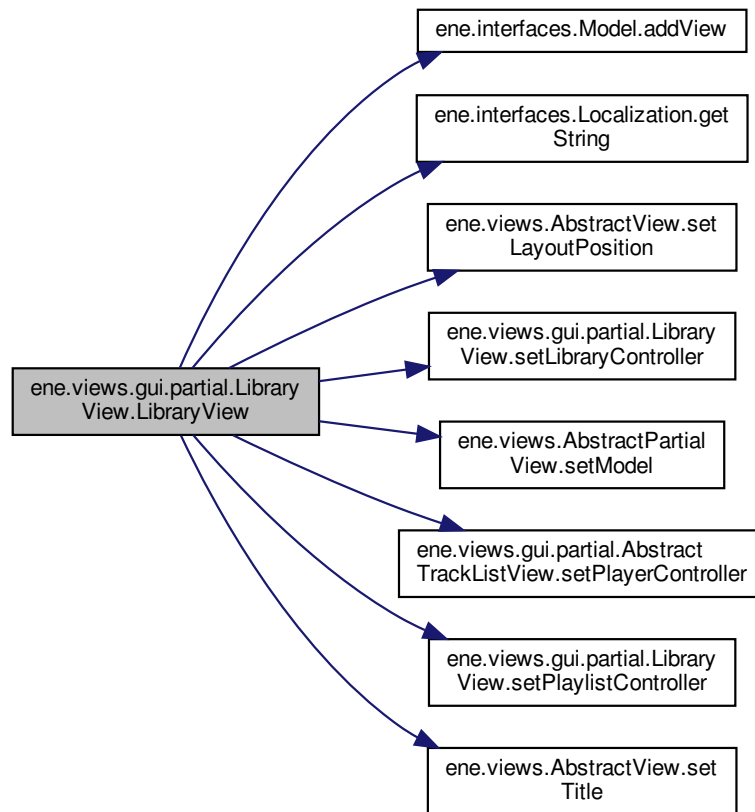 ene.interfaces.Model.addView
ene.interfaces.Localization.get
String
ene.views.AbstractView.set
LayoutPosition
ene.views.gui.partial.Library
View.setLibraryController
ene.views.gui.partial.Library
View.LibraryView
ene.views.AbstractPartial
View.setModel
ene.views.gui.partial.Abstract
TrackListView.setPlayerController
ene.views.gui.partial.Library
View.setPlaylistController
ene.views.AbstractView.set
Title